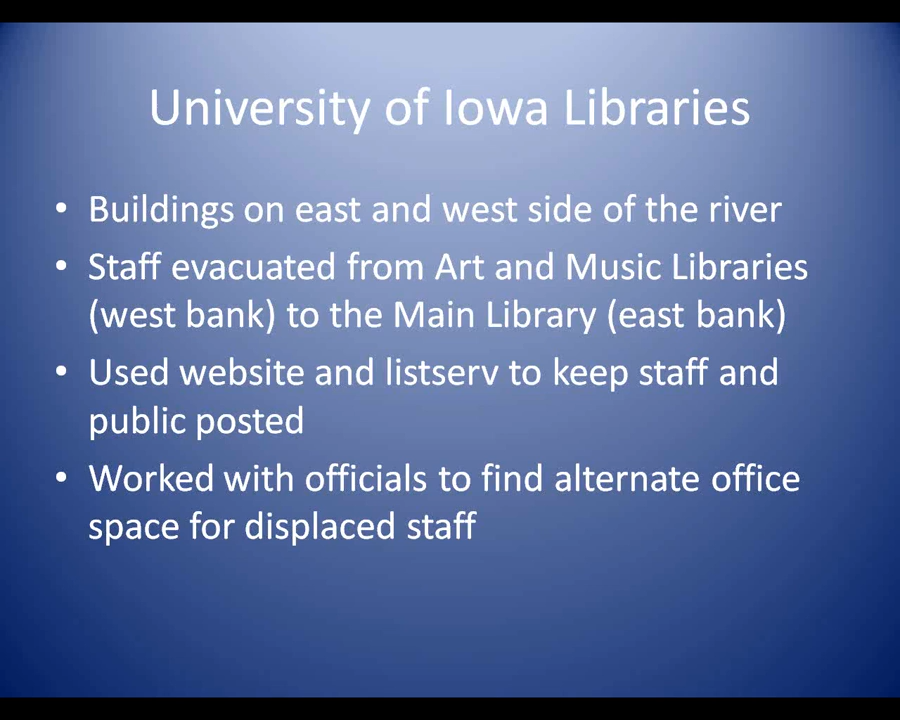 University of Iowa Libraries
• Buildings on east and west side of the river
• Staff evacuated from Art and Music Libraries
(west bank) to the Main Library (east bank)
• Used website and listserv to keep staff and
public posted
• Worked with officials to find alternate office
space for displaced staff